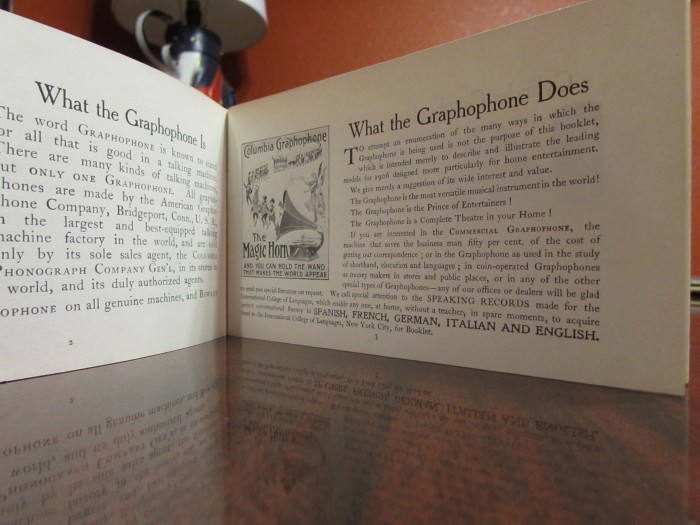 What the Graphophone Is
The word GRAPHOPHONE is known to stand
for all that is good in a talking machine.
There are many kinds of talking machines,
but ONLY ONE GRAPHOPHONE. All grapho-
phones are made by the American Grapho-
phone Company, Bridgeport, Conn., U. S. A.
in the largest and best-equipped talking
machine factory in the world, and are sold
only by its sole sales agent, the COLUMBIA
PHONOGRAPH COMPANY GEN'L, in its stores
world, and its duly authorized agents.
OPHONE on all genuine machines, and
2
What the Graphophone Does
Columbia Graphophone
The
Magic Horn
AND YOU CAN HOLD THE WAND
THAT MAKES THE WORLD APPEAR
TO attempt an enumeration of the many ways in which the
Graphophone is being used is not the purpose of this booklet,
which is intended merely to describe and illustrate the leading
models for 1906 designed more particularly for home entertainment.
We give merely a suggestion of its wide interest and value.
The Graphophone is the most versatile musical instrument in the world!
The Graphophone is the Prince of Entertainers!
The Graphophone is a Complete Theatre in your Home!
If you are interested in the COMMERCIAL GRAPHOPHONE, the
machine that saves the business man fifty per cent. of the cost of
getting out correspondence; or in the Graphophone as used in the study
of shorthand, elocution and languages; in coin-operated Graphophones
as money makers in stores and public places, or in any of the other
special types of Graphophones—any of our offices or dealers will be glad
to send you special literature on request. We call special attention to the SPEAKING RECORDS made for the
International College of Languages, which enable any one, at home, without a teacher, in spare moments, to acquire
perfect conversational fluency in SPANISH, FRENCH, GERMAN, ITALIAN AND ENGLISH.
Send to the International College of Languages, New York City, for Booklet.
3